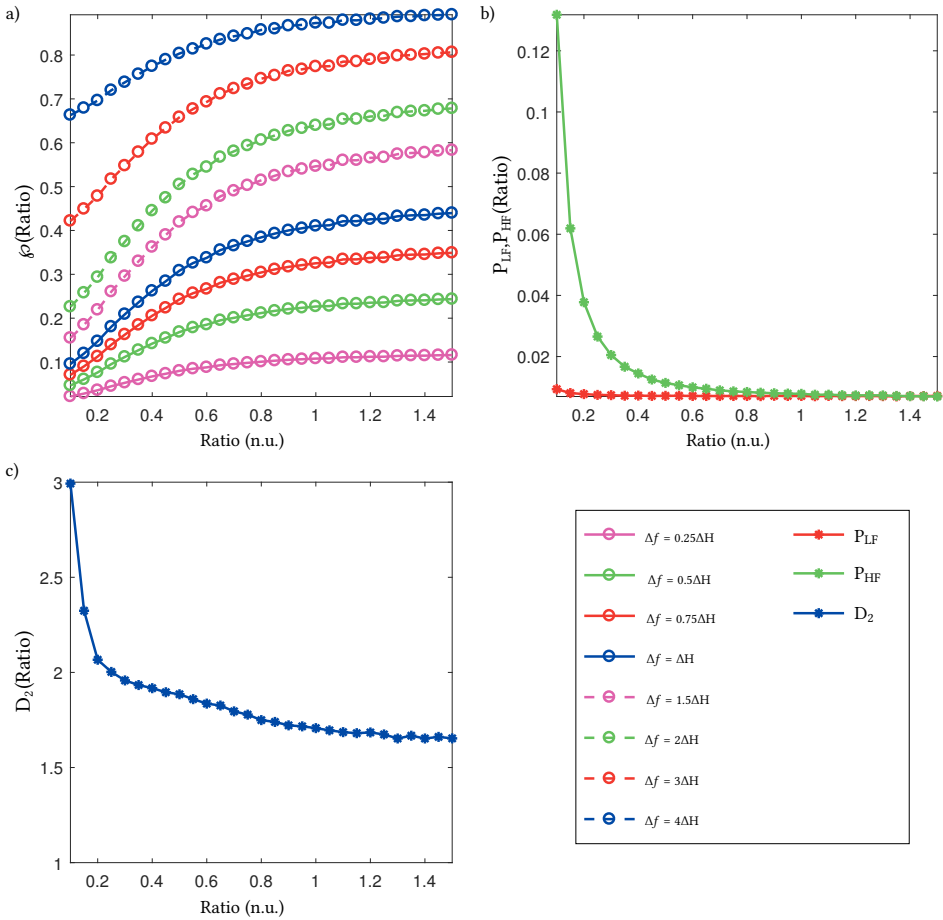 a)
0.8
0.7
0.6
0.5
0.4
0.3
0.2
0.1
℘(Ratio)
0.2 0.4 0.6 0.8 1 1.2 1.4
Ratio (n.u.)
b)
0.12
0.1
0.08
0.06
0.04
0.02
P_LF,P_HF(Ratio)
0.2 0.4 0.6 0.8 1 1.2 1.4
Ratio (n.u.)
c)
3
2.5
2
1.5
1
D₂(Ratio)
0.2 0.4 0.6 0.8 1 1.2 1.4
Ratio (n.u.)
Δf = 0.25ΔH
Δf = 0.5ΔH
Δf = 0.75ΔH
Δf = ΔH
Δf = 1.5ΔH
Δf = 2ΔH
Δf = 3ΔH
Δf = 4ΔH
P_LF
P_HF
D₂